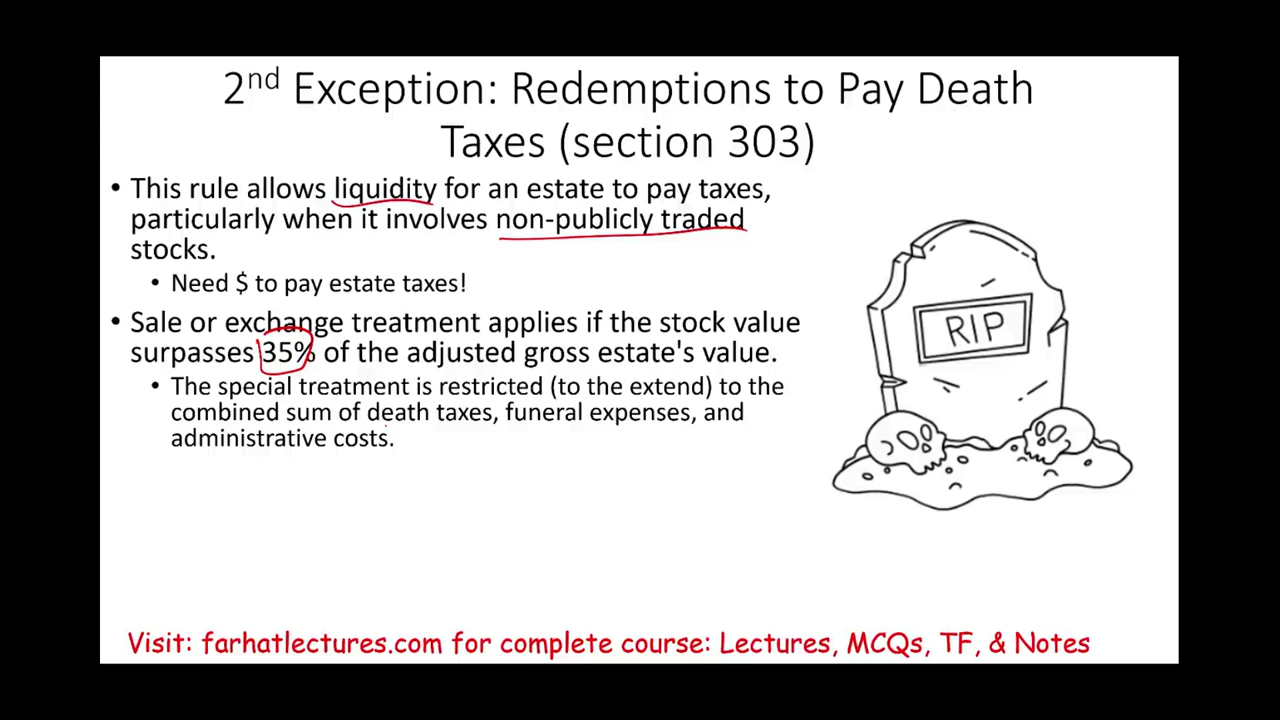 2nd Exception: Redemptions to Pay Death
Taxes (section 303)
• This rule allows liquidity for an estate to pay taxes,
particularly when it involves non-publicly traded
stocks.
• Need $ to pay estate taxes!
• Sale or exchange treatment applies if the stock value
surpasses 35% of the adjusted gross estate's value.
• The special treatment is restricted (to the extend) to the
combined sum of death taxes, funeral expenses, and
administrative costs.
RIP
Visit: farhatlectures.com for complete course: Lectures, MCQs, TF, & Notes